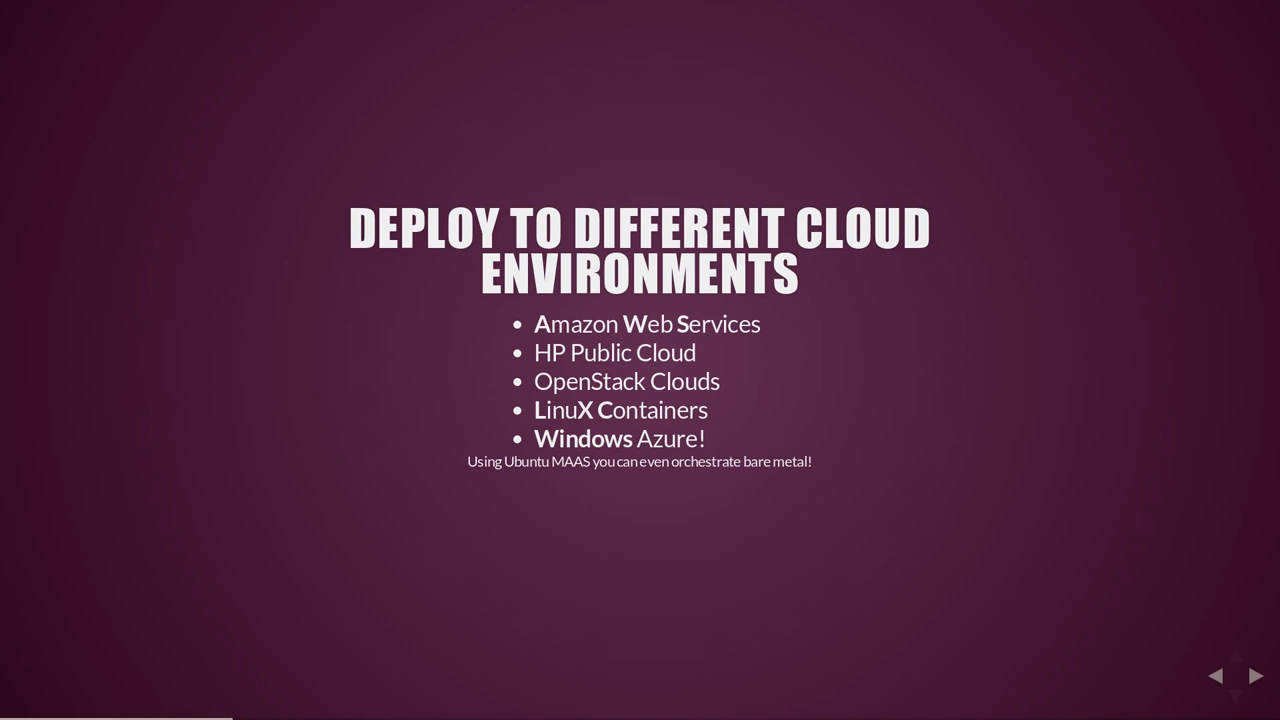 DEPLOY TO DIFFERENT CLOUD
ENVIRONMENTS
• Amazon Web Services
• HP Public Cloud
• OpenStack Clouds
• LinuX Containers
• Windows Azure!
Using Ubuntu MAAS you can even orchestrate bare metal!